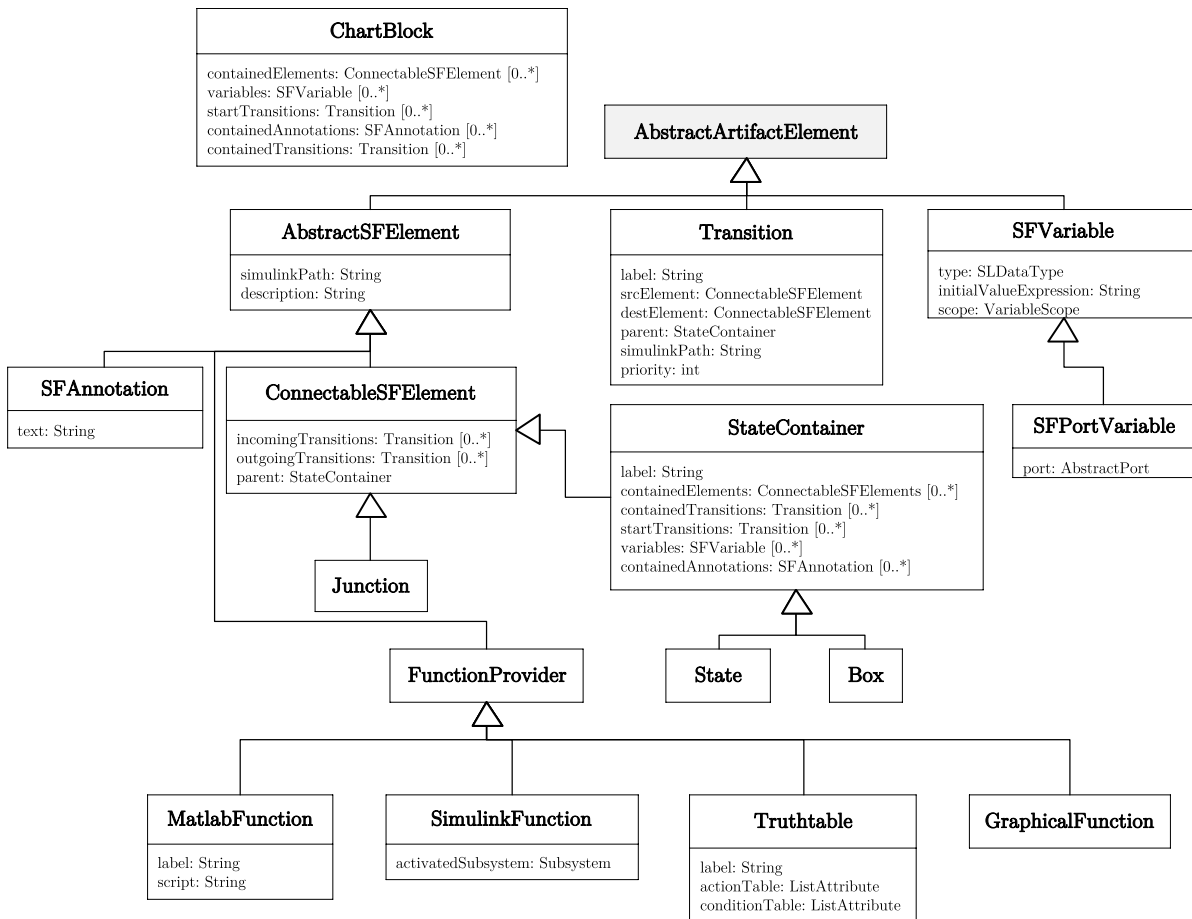 ChartBlock
containedElements: ConnectableSFElement [0..*]
variables: SFVariable [0..*]
startTransitions: Transition [0..*]
containedAnnotations: SFAnnotation [0..*]
containedTransitions: Transition [0..*]
AbstractArtifactElement
AbstractSFElement
simulinkPath: String
description: String
Transition
label: String
srcElement: ConnectableSFElement
destElement: ConnectableSFElement
parent: StateContainer
simulinkPath: String
priority: int
SFVariable
type: SLDataType
initialValueExpression: String
scope: VariableScope
SFAnnotation
text: String
ConnectableSFElement
incomingTransitions: Transition [0..*]
outgoingTransitions: Transition [0..*]
parent: StateContainer
StateContainer
label: String
containedElements: ConnectableSFElements [0..*]
containedTransitions: Transition [0..*]
startTransitions: Transition [0..*]
variables: SFVariable [0..*]
containedAnnotations: SFAnnotation [0..*]
SFPortVariable
port: AbstractPort
Junction
FunctionProvider
State
Box
MatlabFunction
label: String
script: String
SimulinkFunction
activatedSubsystem: Subsystem
Truthtable
label: String
actionTable: ListAttribute
conditionTable: ListAttribute
GraphicalFunction